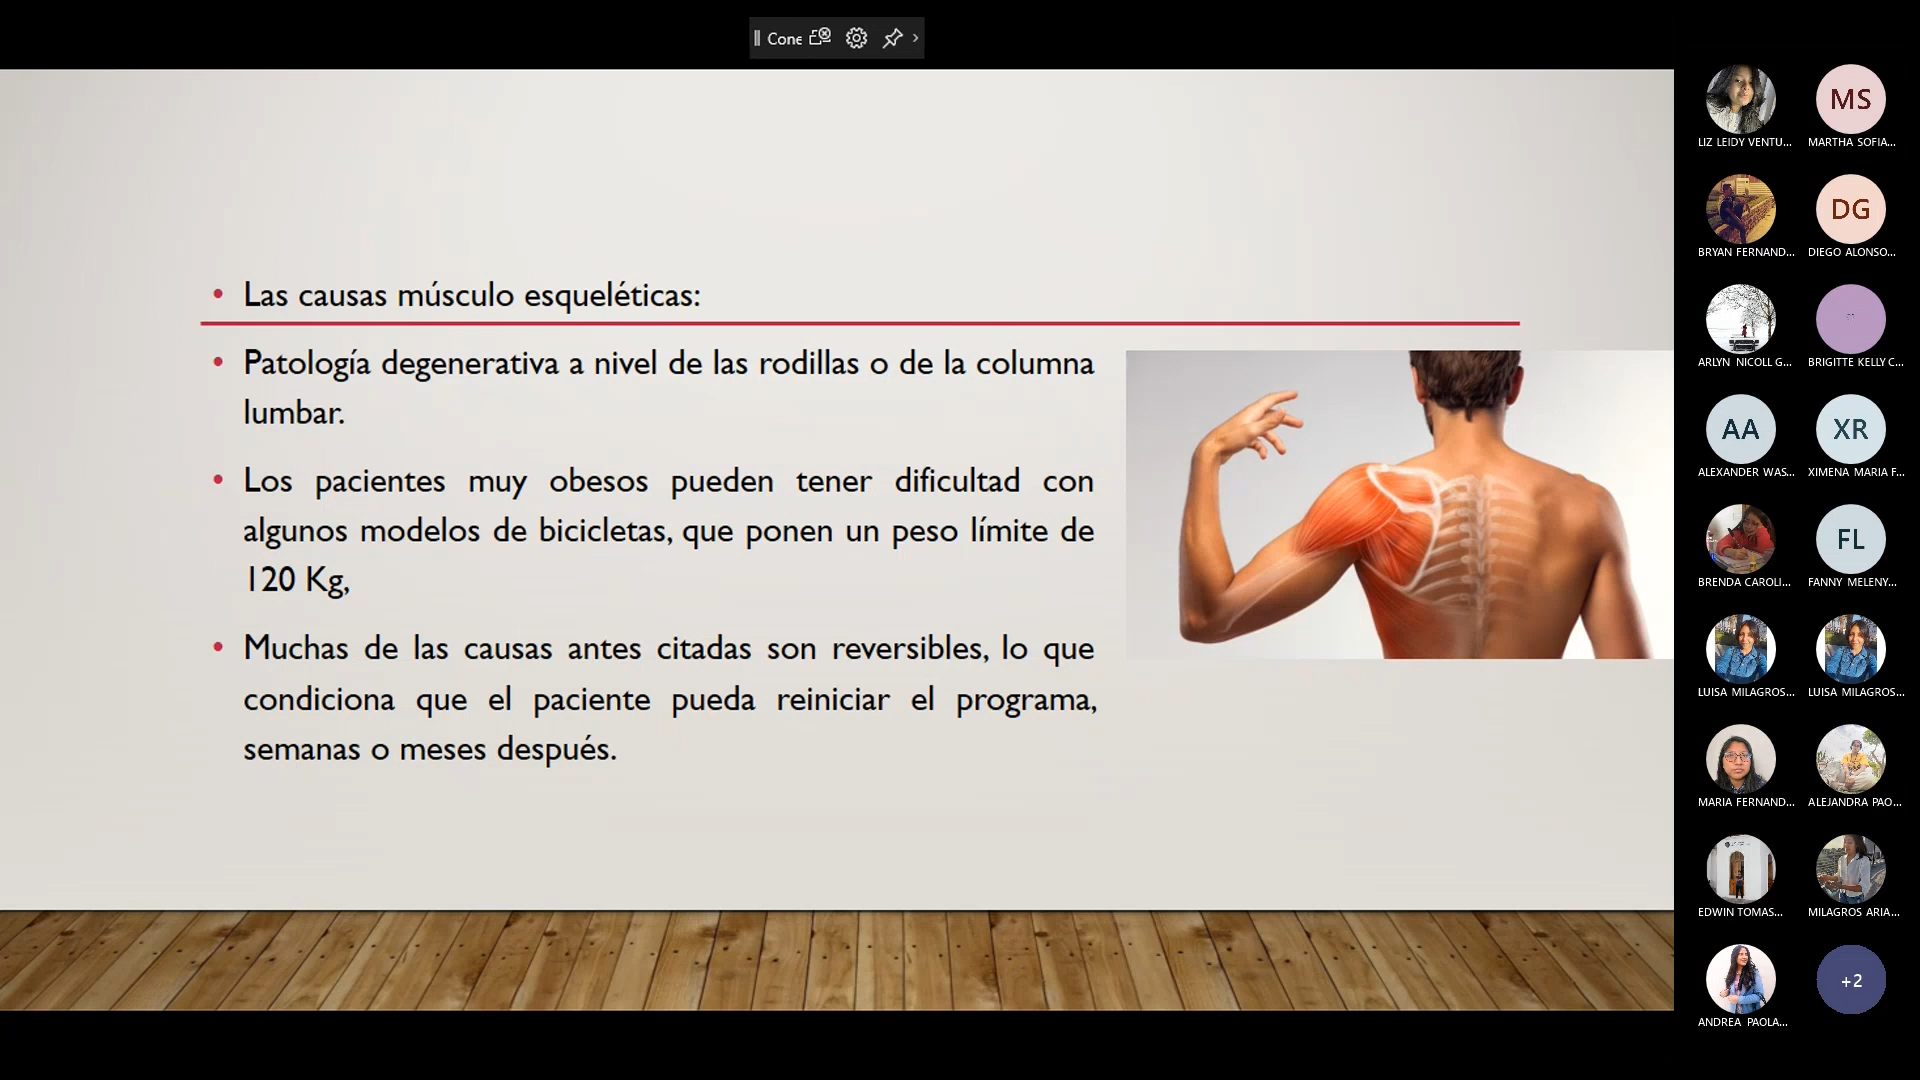 Cone
• Las causas músculo esqueléticas:
• Patología degenerativa a nivel de las rodillas o de la columna
lumbar.
• Los pacientes muy obesos pueden tener dificultad con
algunos modelos de bicicletas, que ponen un peso límite de
120 Kg,
• Muchas de las causas antes citadas son reversibles, lo que
condiciona que el paciente pueda reiniciar el programa,
semanas o meses después.
LIZ LEIDY VENTU...
MS
MARTHA SOFIA...
BRYAN FERNAND...
DG
DIEGO ALONSO...
ARLYN NICOLL G...
BRIGITTE KELLY C...
AA
ALEXANDER WAS...
XR
XIMENA MARIA F...
BRENDA CAROLI...
FL
FANNY MELENY...
LUISA MILAGROS...
LUISA MILAGROS...
MARIA FERNAND...
ALEJANDRA PAO...
EDWIN TOMAS...
MILAGROS ARIA...
ANDREA PAOLA...
+2